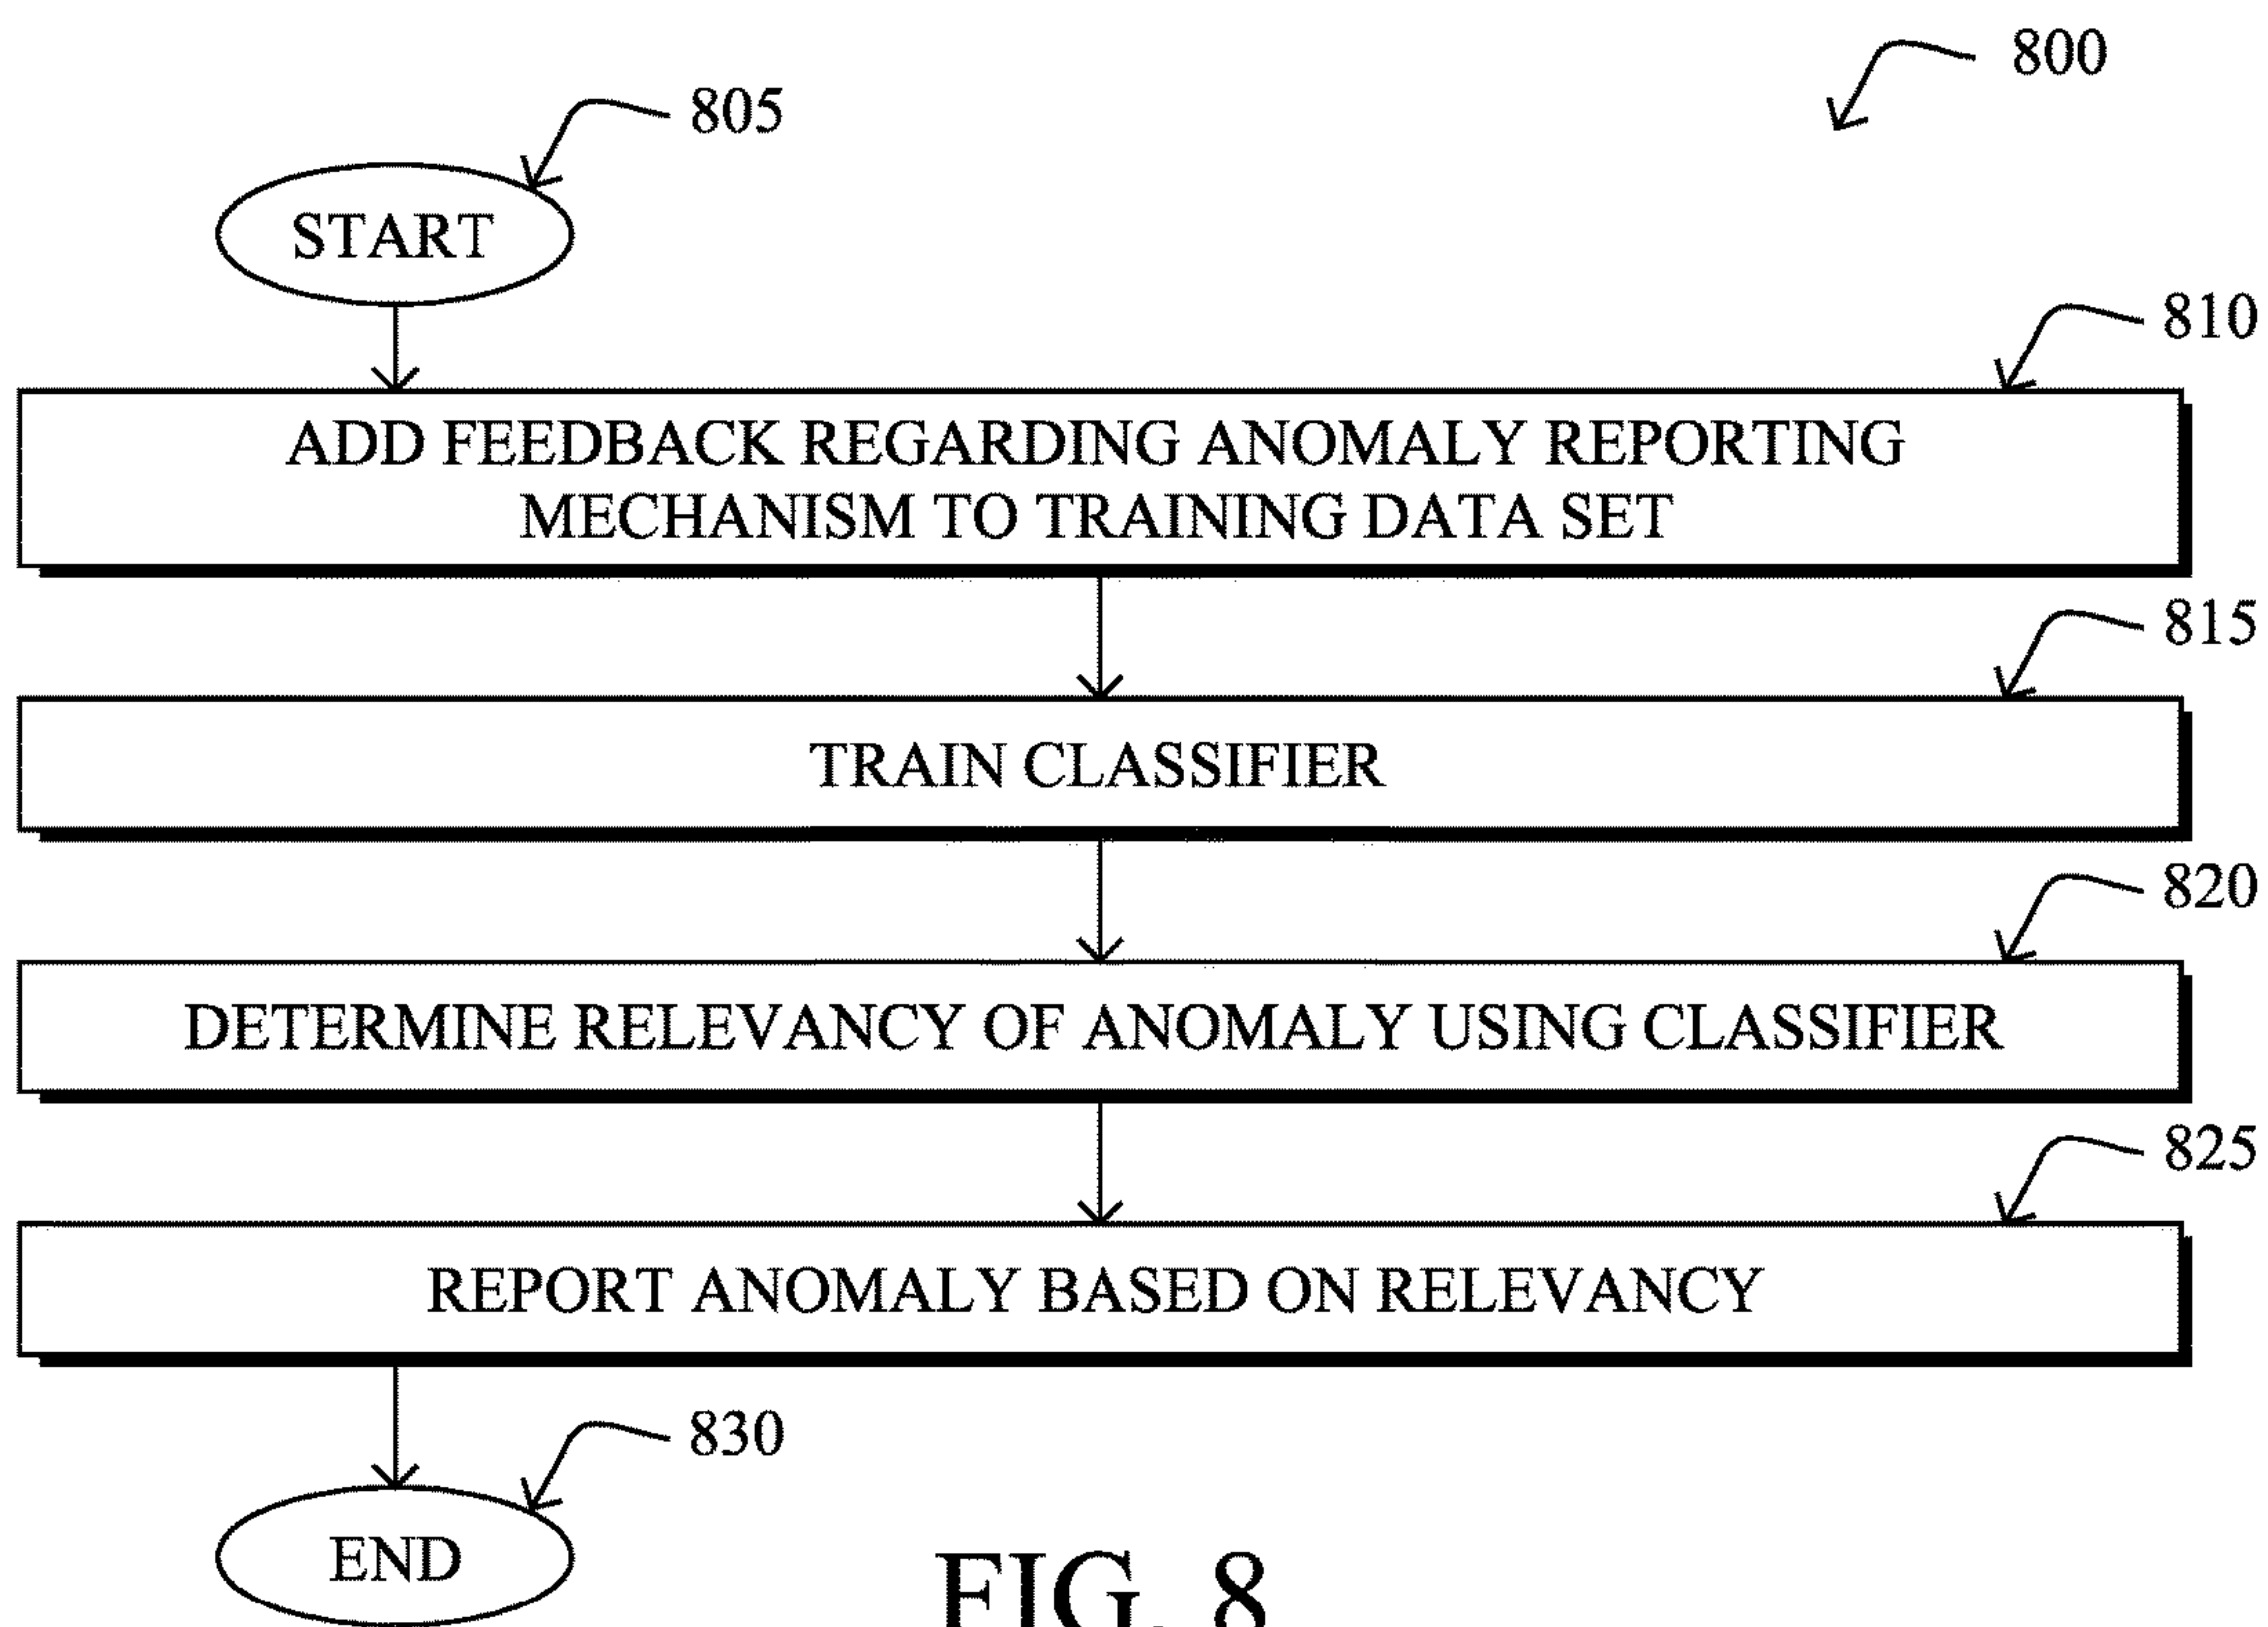 800
805
START
810
ADD FEEDBACK REGARDING ANOMALY REPORTING
MECHANISM TO TRAINING DATA SET
815
TRAIN CLASSIFIER
820
DETERMINE RELEVANCY OF ANOMALY USING CLASSIFIER
825
REPORT ANOMALY BASED ON RELEVANCY
830
END
FIG. 8